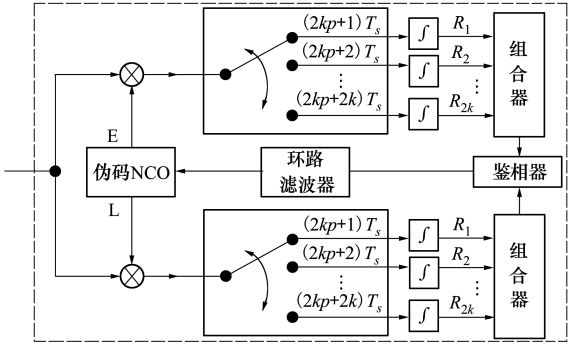 (2kp+1)T_s ∫ R_1
(2kp+2)T_s ∫ R_2
⋮ ⋮
(2kp+2k)T_s ∫ R_{2k}
组合器
E
伪码NCO
环路滤波器
鉴相器
L
(2kp+1)T_s ∫ R_1
(2kp+2)T_s ∫ R_2
⋮ ⋮
(2kp+2k)T_s ∫ R_{2k}
组合器